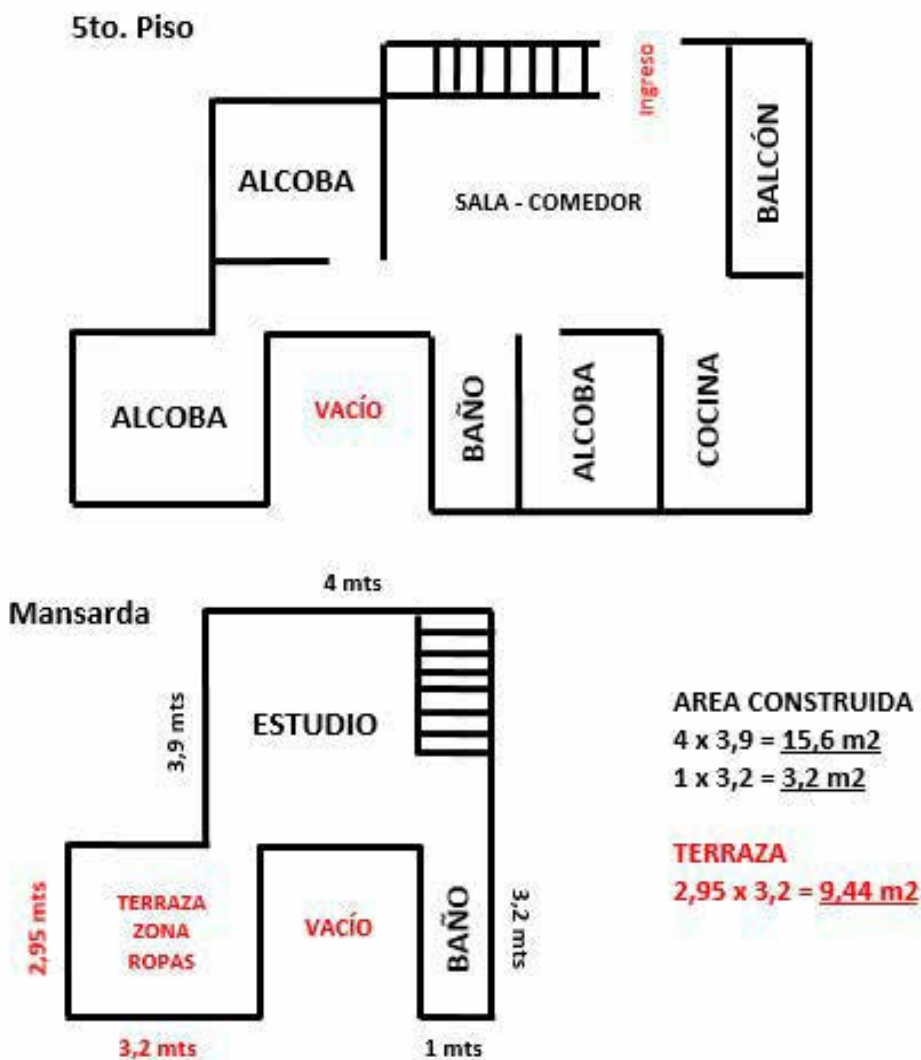 5to. Piso
Ingreso
ALCOBA
SALA - COMEDOR
BALCÓN
ALCOBA
VACÍO
BAÑO
ALCOBA
COCINA
Mansarda
4 mts
3,9 mts
ESTUDIO
AREA CONSTRUIDA
4 x 3,9 = 15,6 m2
1 x 3,2 = 3,2 m2
TERRAZA
2,95 x 3,2 = 9,44 m2
2,95 mts
TERRAZA
ZONA
ROPAS
VACÍO
BAÑO
3,2 mts
3,2 mts
1 mts